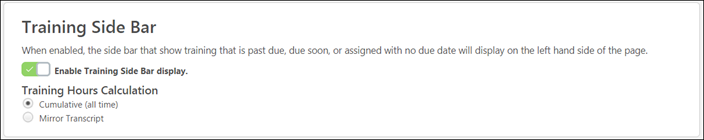 Training Side Bar
When enabled, the side bar that show training that is past due, due soon, or assigned with no due date will display on the left hand side of the page.
Enable Training Side Bar display.
Training Hours Calculation
Cumulative (all time)
Mirror Transcript